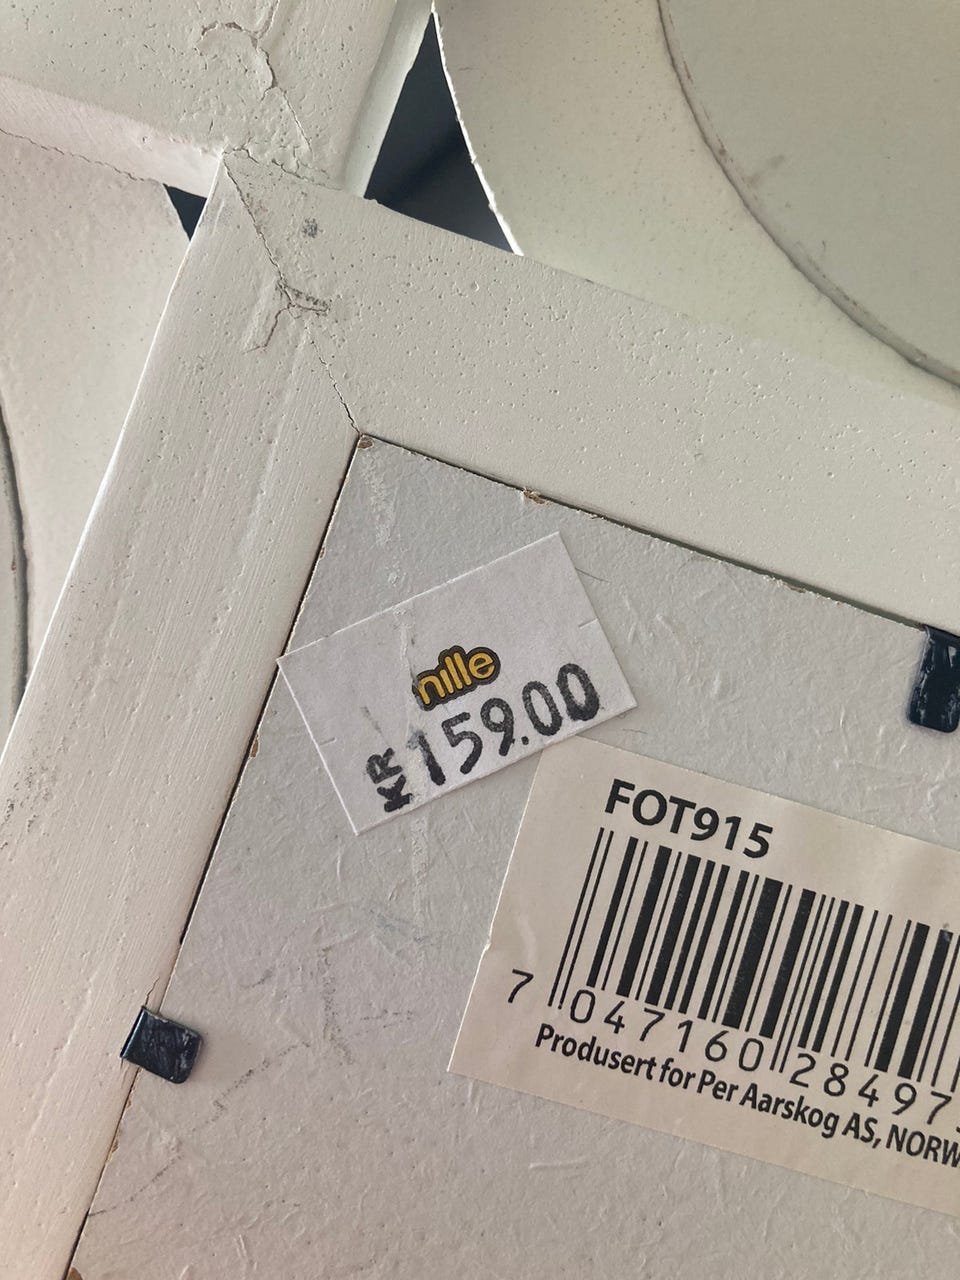 nille
KR 159.00
FOT915
7 047160 28497
Produsert for Per Aarskog AS, NORW